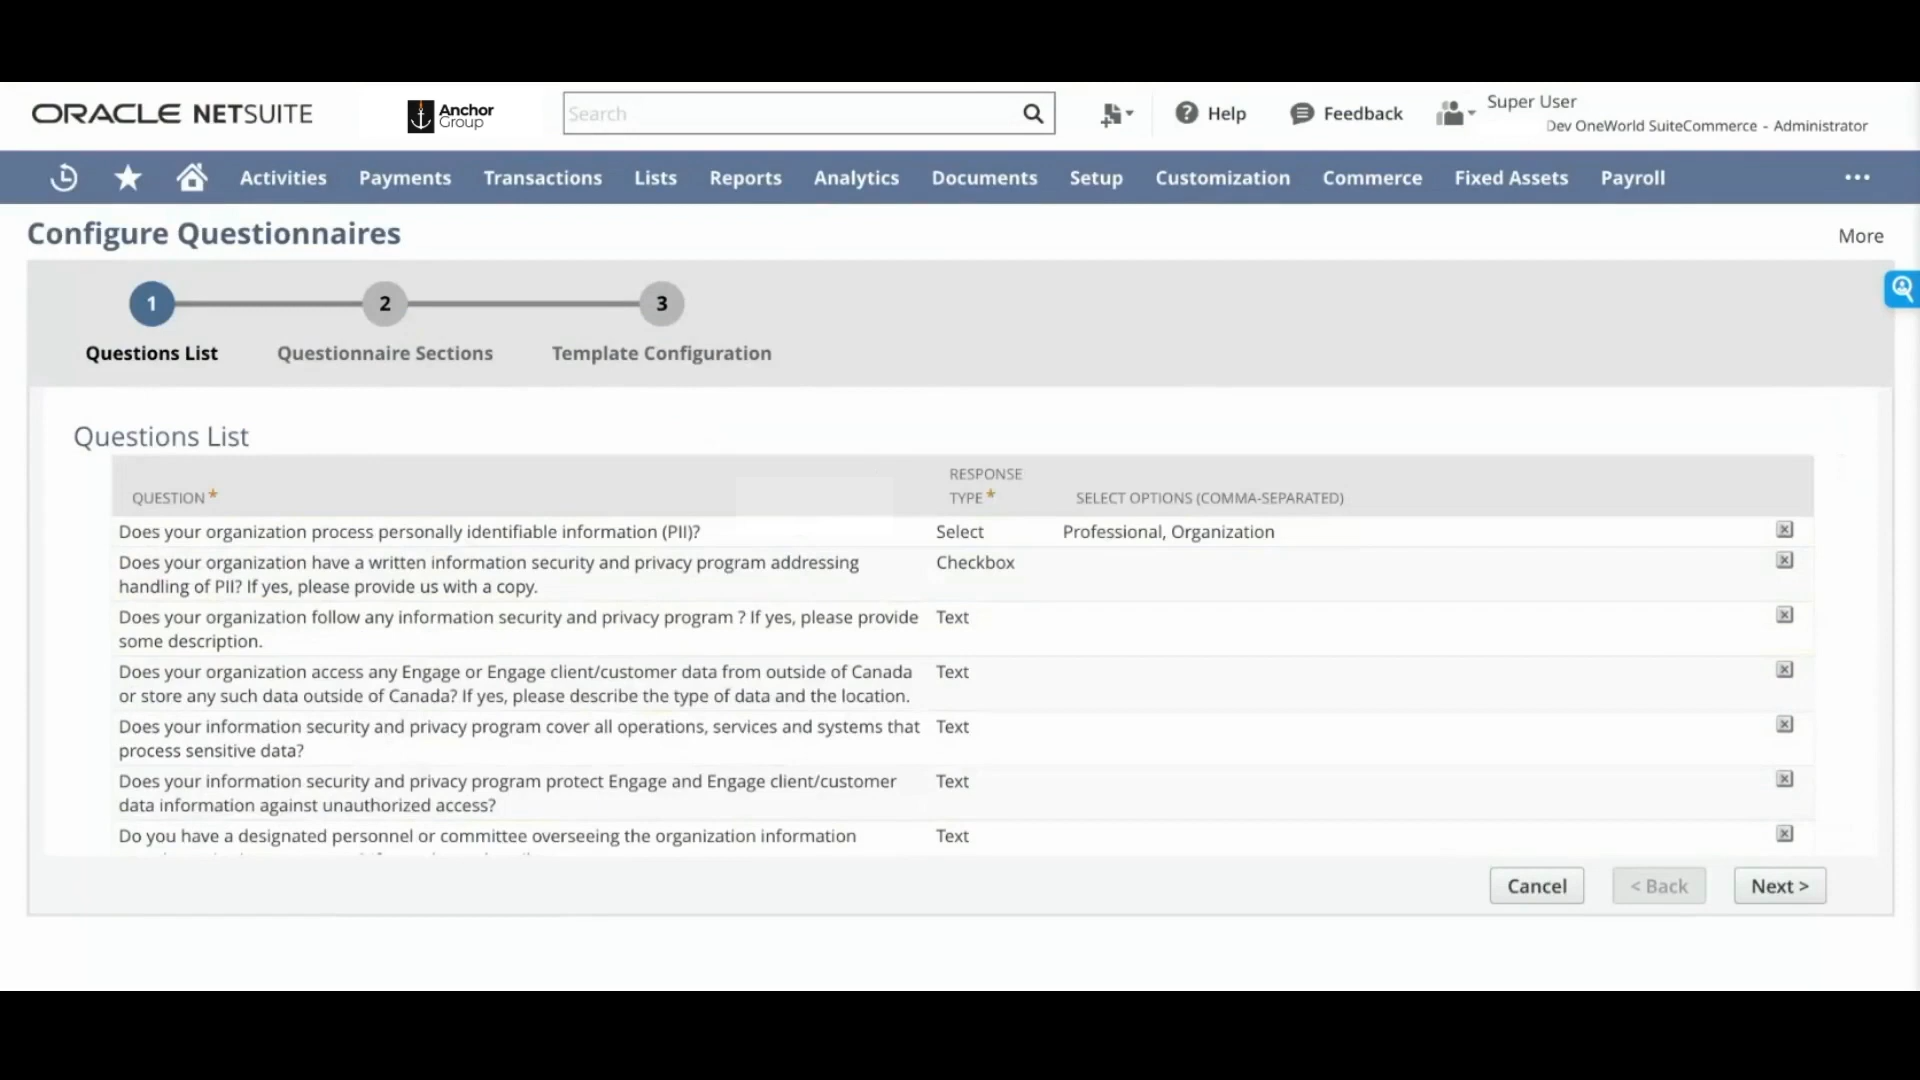 ORACLE NETSUITE
Anchor
Group
Search
Help
Feedback
Super User
Dev OneWorld SuiteCommerce - Administrator
Activities
Payments
Transactions
Lists
Reports
Analytics
Documents
Setup
Customization
Commerce
Fixed Assets
Payroll
Configure Questionnaires
More
1
2
3
Questions List
Questionnaire Sections
Template Configuration
Questions List
QUESTION *
RESPONSE
TYPE *
SELECT OPTIONS (COMMA-SEPARATED)
Does your organization process personally identifiable information (PII)?
Select
Professional, Organization
Does your organization have a written information security and privacy program addressing
handling of PII? If yes, please provide us with a copy.
Checkbox
Does your organization follow any information security and privacy program ? If yes, please provide
some description.
Text
Does your organization access any Engage or Engage client/customer data from outside of Canada
or store any such data outside of Canada? If yes, please describe the type of data and the location.
Text
Does your information security and privacy program cover all operations, services and systems that
process sensitive data?
Text
Does your information security and privacy program protect Engage and Engage client/customer
data information against unauthorized access?
Text
Do you have a designated personnel or committee overseeing the organization information
Text
Cancel
< Back
Next >